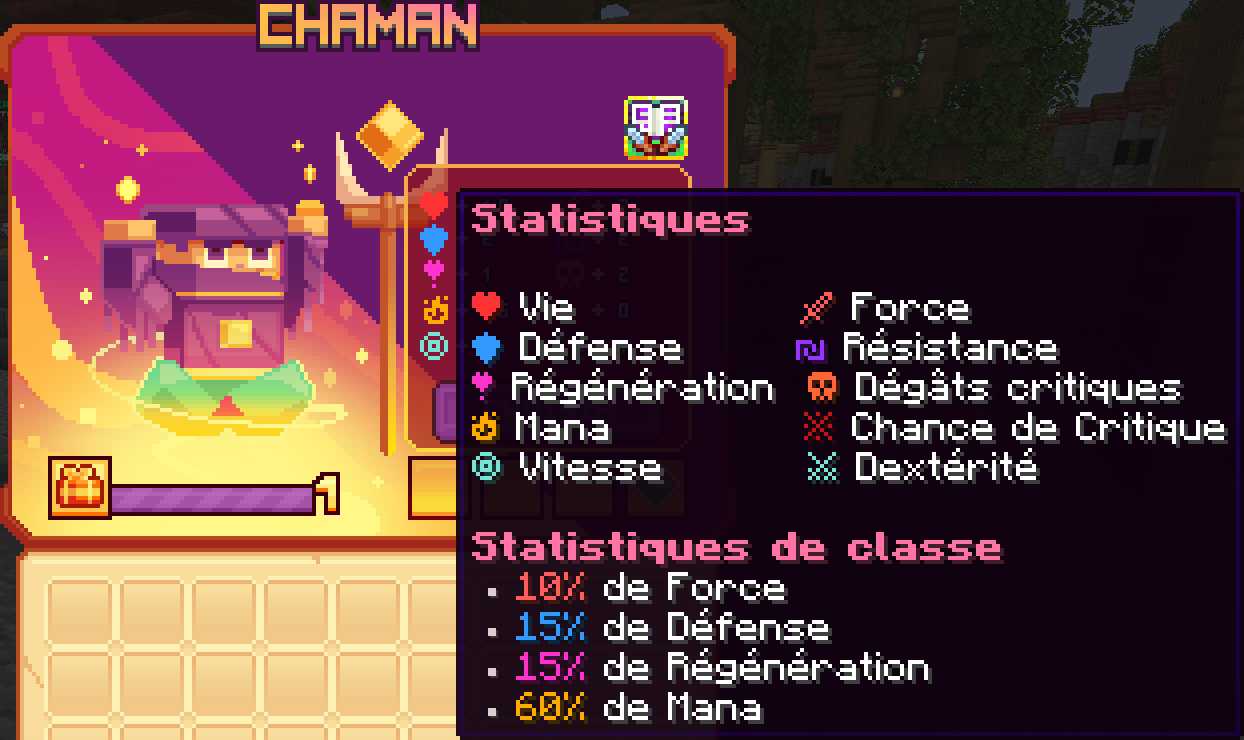 CHAMAN
Statistiques
Vie
Force
Défense
Résistance
Régénération
Dégâts critiques
Mana
Chance de Critique
Vitesse
Dextérité
1
Statistiques de classe
10% de Force
15% de Défense
15% de Régénération
60% de Mana